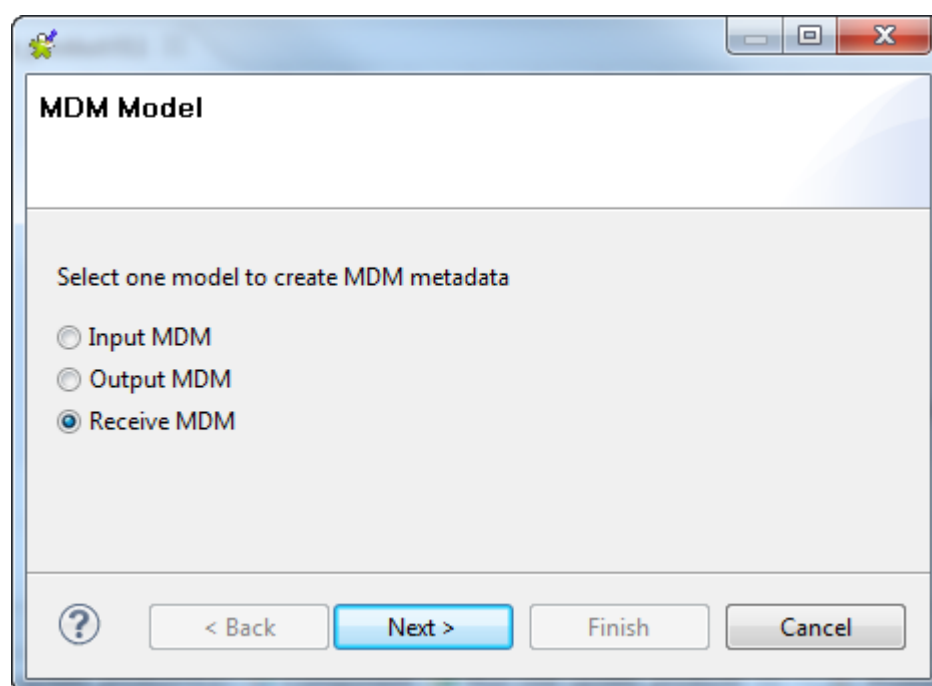 MDM Model
Select one model to create MDM metadata
Input MDM
Output MDM
Receive MDM
< Back Next > Finish Cancel